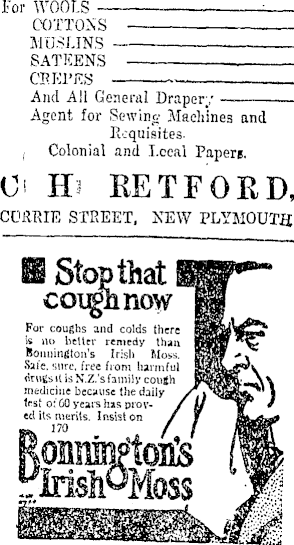 For WOOLS
COTTONS
MUSLINS
SATEENS
CREPES
And All General Drapery
Agent for Sewing Machines and
Requisites.
Colonial and Local Papers.
C. H. RETFORD,
CURRIE STREET, NEW PLYMOUTH
Stop that
cough now
For coughs and colds there
is no better remedy than
Bonnington's Irish Moss.
Safe, sure, free from harmful
drugs it is N.Z.'s family cough
medicine because the daily
test of 60 years has prov-
ed its merits. Insist on
170
Bonnington's
Irish Moss